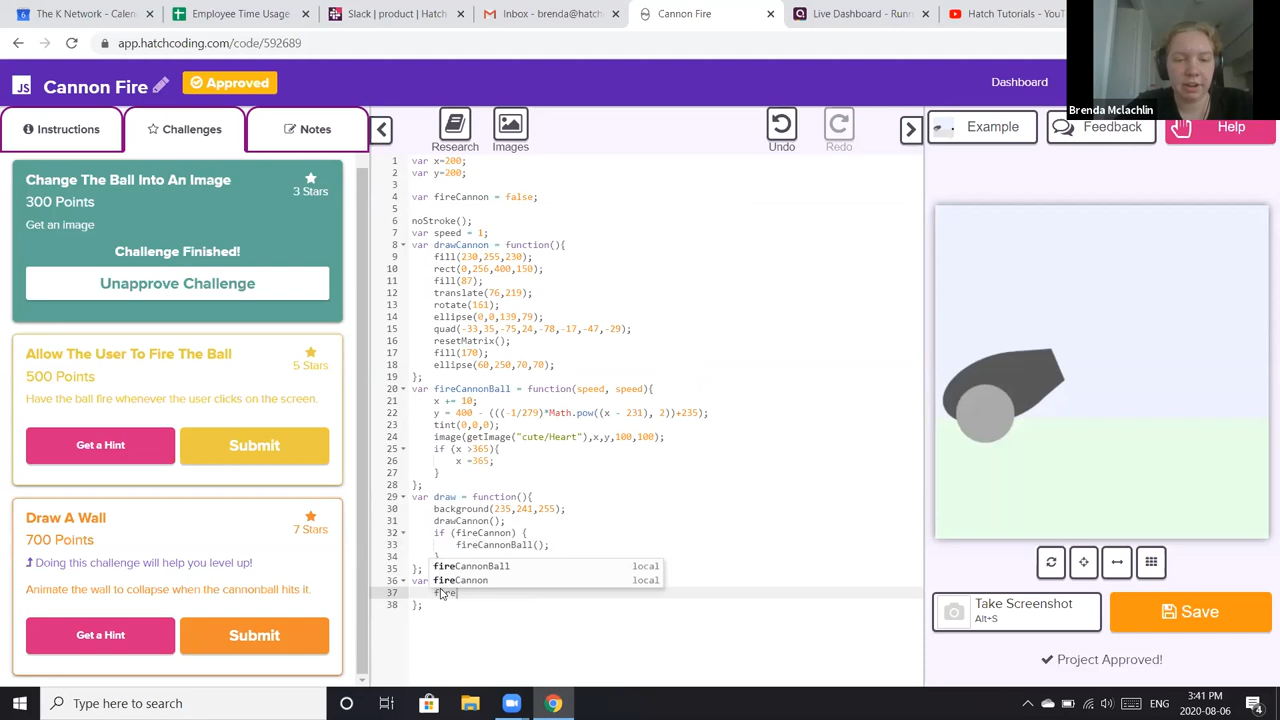 The K Network - Calen
Employee Time Usage
Slack | product | Hatch
Inbox - brenda@hatch
Cannon Fire
Live Dashboard - Runn
Hatch Tutorials - YouT
app.hatchcoding.com/code/592689
Brenda Mclachlin
JS Cannon Fire Approved Dashboard
Instructions Challenges Notes
Research Images Undo Redo
Example Feedback Help
Change The Ball Into An Image
3 Stars
300 Points
Get an image
Challenge Finished!
Unapprove Challenge
Allow The User To Fire The Ball
5 Stars
500 Points
Have the ball fire whenever the user clicks on the screen.
Get a Hint Submit
Draw A Wall
7 Stars
700 Points
Doing this challenge will help you level up!
Animate the wall to collapse when the cannonball hits it.
Get a Hint Submit
1 var x=200;
2 var y=200;
3
4 var fireCannon = false;
5
6 noStroke();
7 var speed = 1;
8 var drawCannon = function(){
9 fill(230,255,230);
10 rect(0,256,400,150);
11 fill(87);
12 translate(76,219);
13 rotate(161);
14 ellipse(0,0,139,79);
15 quad(-33,35,-75,24,-78,-17,-47,-29);
16 resetMatrix();
17 fill(170);
18 ellipse(60,250,70,70);
19 };
20 var fireCannonBall = function(speed, speed){
21 x += 10;
22 y = 400 - (((-1/279)*Math.pow((x - 231), 2))+235);
23 tint(0,0,0);
24 image(getImage("cute/Heart"),x,y,100,100);
25 if (x >365){
26 x =365;
27 }
28 };
29 var draw = function(){
30 background(235,241,255);
31 drawCannon();
32 if (fireCannon) {
33 fireCannonBall();
34 }
35 };
36 var
37 fire
38 };
fireCannonBall local
fireCannon local
Take Screenshot
Alt+S
Save
Project Approved!
Type here to search
ENG
3:41 PM
2020-08-06
4